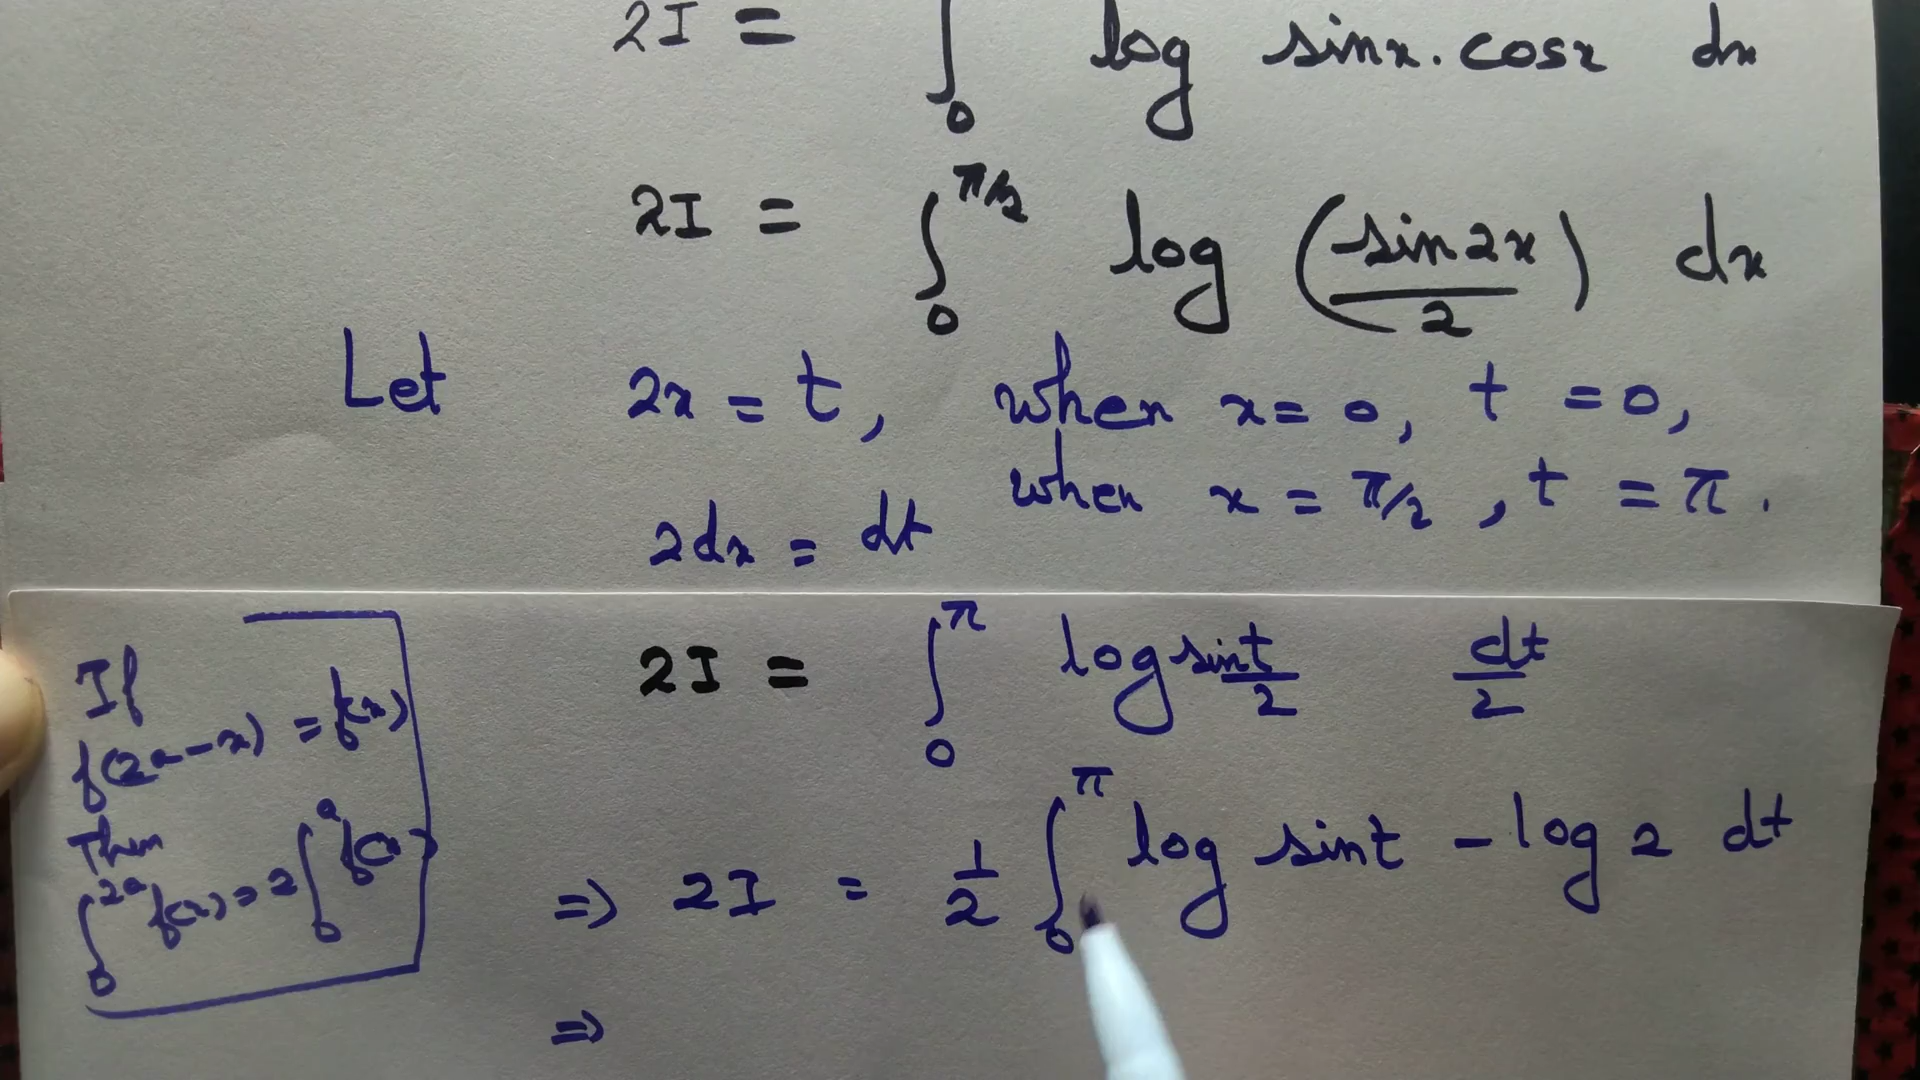 2I = ∫₀ log sinx. cosx dx
2I = ∫₀^π/2 log (sin2x/2) dx
Let 2x = t, when x = 0, t = 0,
when x = π/2, t = π.
2dx = dt
2I = ∫₀^π log sint/2 dt/2
⇒ 2I = 1/2 ∫₀^π log sint - log 2 dt
⇒
If
f(2a-x) = f(x)
Then
∫₀^2a f(x) = 2∫₀^a f(x)